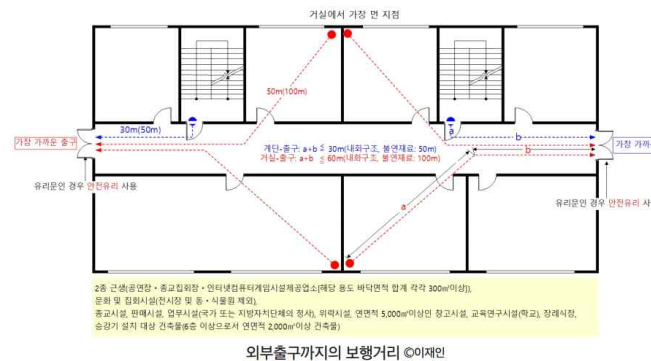 거실에서 가장 먼 지점
50m(100m)
30m(50m)
a
b
가장 가까운 출구
계단-출구: a+b ≦ 30m(내화구조, 불연재료: 50m)
거실-출구: a+b ≤ 60m(내화구조, 불연재료: 100m)
b
가장 가까
유리문인 경우 안전유리 사용
a
유리문인 경우 안전유리 사
2종 근생(공연장·종교집회장·인터넷컴퓨터게임시설제공업소[해당 용도 바닥면적 합계 각각 300㎡이상]),
문화 및 집회시설(전시장 및 동·식물원 제외),
종교시설, 판매시설, 업무시설(국가 또는 지방자치단체의 청사), 위락시설, 연면적 5,000㎡이상인 창고시설, 교육연구시설(학교), 장례식장,
승강기 설치 대상 건축물(6층 이상으로서 연면적 2,000㎡이상 건축물)
외부출구까지의 보행거리 ©이재인